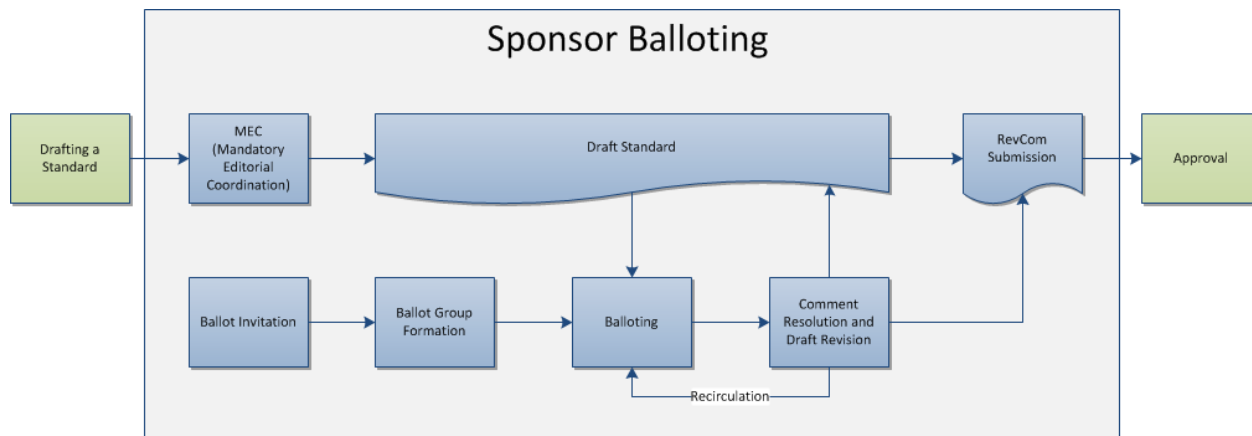 Sponsor Balloting
Drafting a
Standard
MEC
(Mandatory
Editorial
Coordination)
Draft Standard
RevCom
Submission
Approval
Ballot Invitation
Ballot Group
Formation
Balloting
Comment
Resolution and
Draft Revision
Recirculation